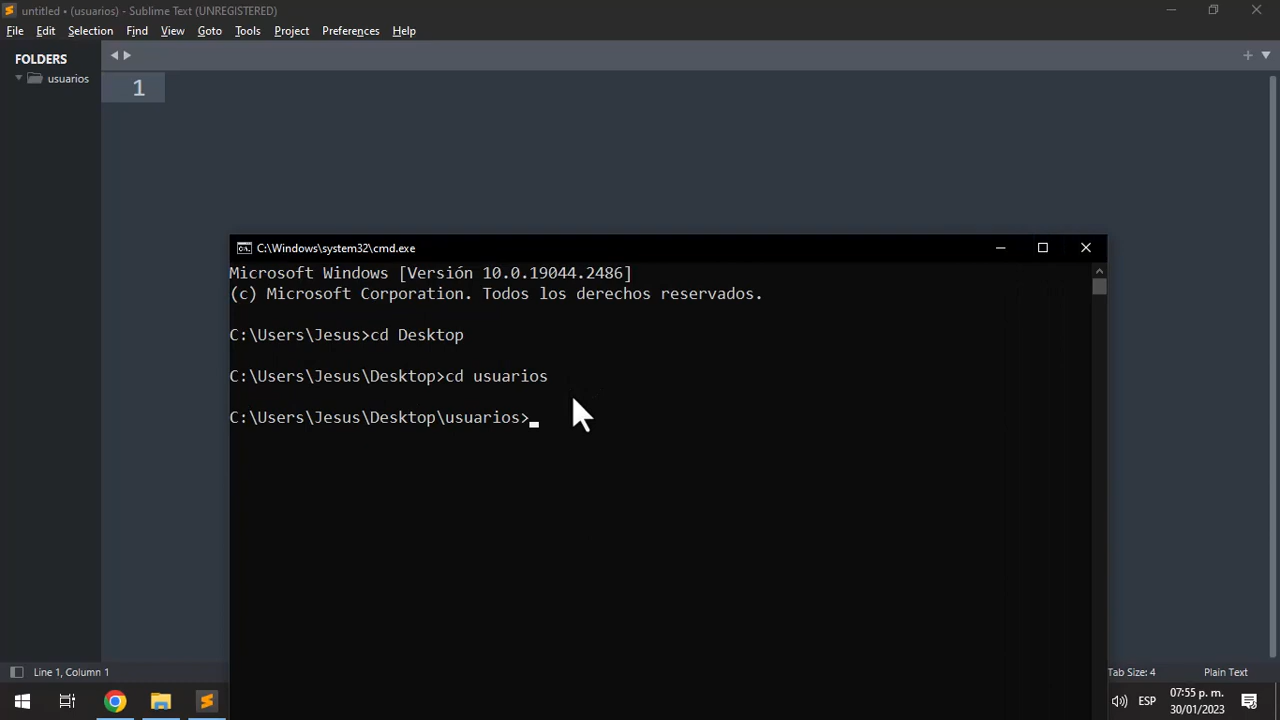 untitled • (usuarios) - Sublime Text (UNREGISTERED)
File Edit Selection Find View Goto Tools Project Preferences Help
FOLDERS
usuarios
1
C:\Windows\system32\cmd.exe
Microsoft Windows [Versión 10.0.19044.2486]
(c) Microsoft Corporation. Todos los derechos reservados.
C:\Users\Jesus>cd Desktop
C:\Users\Jesus\Desktop>cd usuarios
C:\Users\Jesus\Desktop\usuarios>
Line 1, Column 1
Tab Size: 4
Plain Text
ESP
07:55 p. m.
30/01/2023